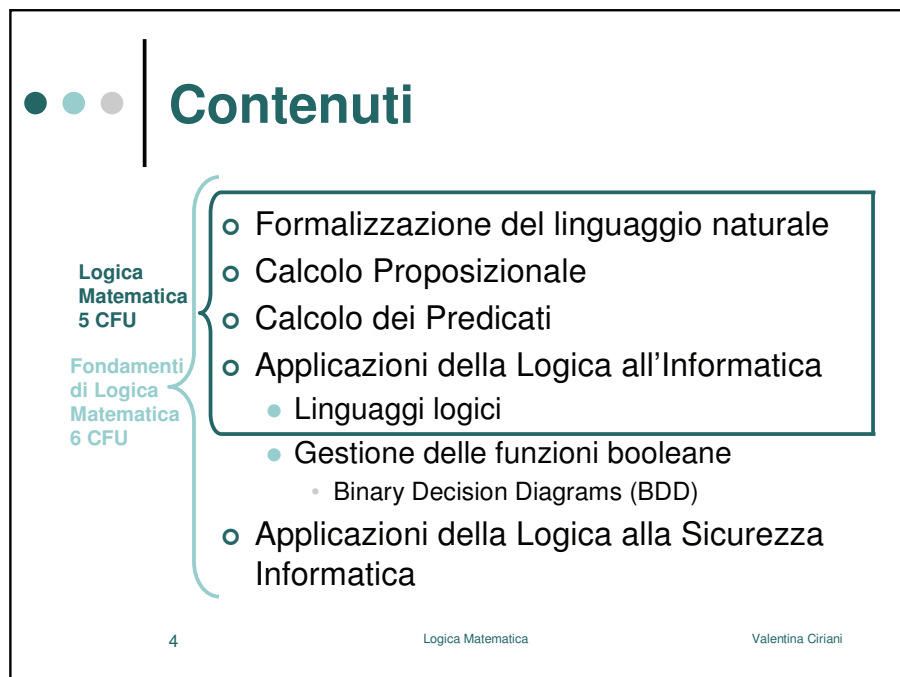 Contenuti
Logica
Matematica
5 CFU
Fondamenti
di Logica
Matematica
6 CFU
Formalizzazione del linguaggio naturale
Calcolo Proposizionale
Calcolo dei Predicati
Applicazioni della Logica all'Informatica
Linguaggi logici
Gestione delle funzioni booleane
Binary Decision Diagrams (BDD)
Applicazioni della Logica alla Sicurezza
Informatica
4 Logica Matematica Valentina Ciriani